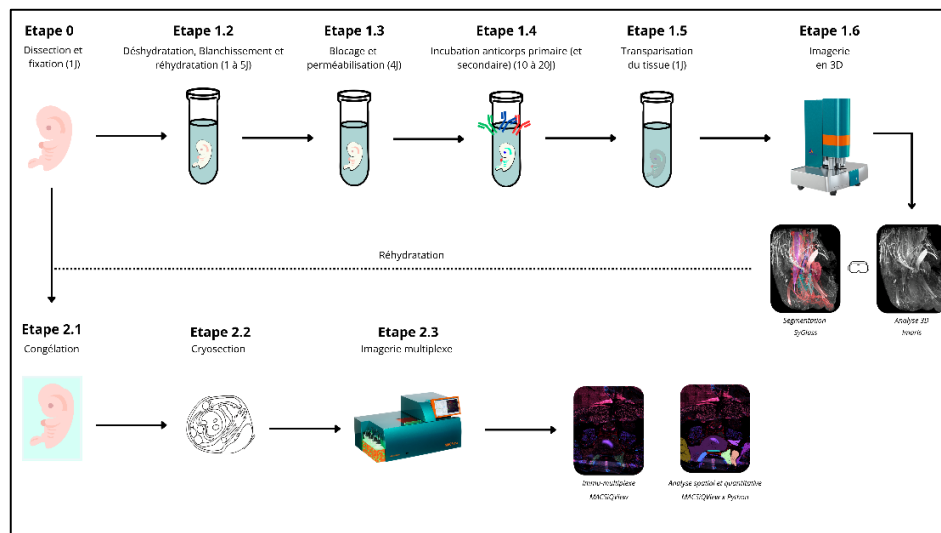 Etape 0
Dissection et
fixation (1J)
Etape 1.2
Déshydratation, Blanchissement et
réhydratation (1 à 5J)
Etape 1.3
Blocage et
perméabilisation (4J)
Etape 1.4
Incubation anticorps primaire (et
secondaire) (10 à 20J)
Etape 1.5
Transparisation
du tissue (1J)
Etape 1.6
Imagerie
en 3D
Réhydratation
Segmentation
SyGlass
Analyse 3D
Imaris
Etape 2.1
Congélation
Etape 2.2
Cryosection
Etape 2.3
Imagerie multiplexe
Immu-multiplexe
MACSiQView
Analyse spatial et quantitative
MACSiQView x Python